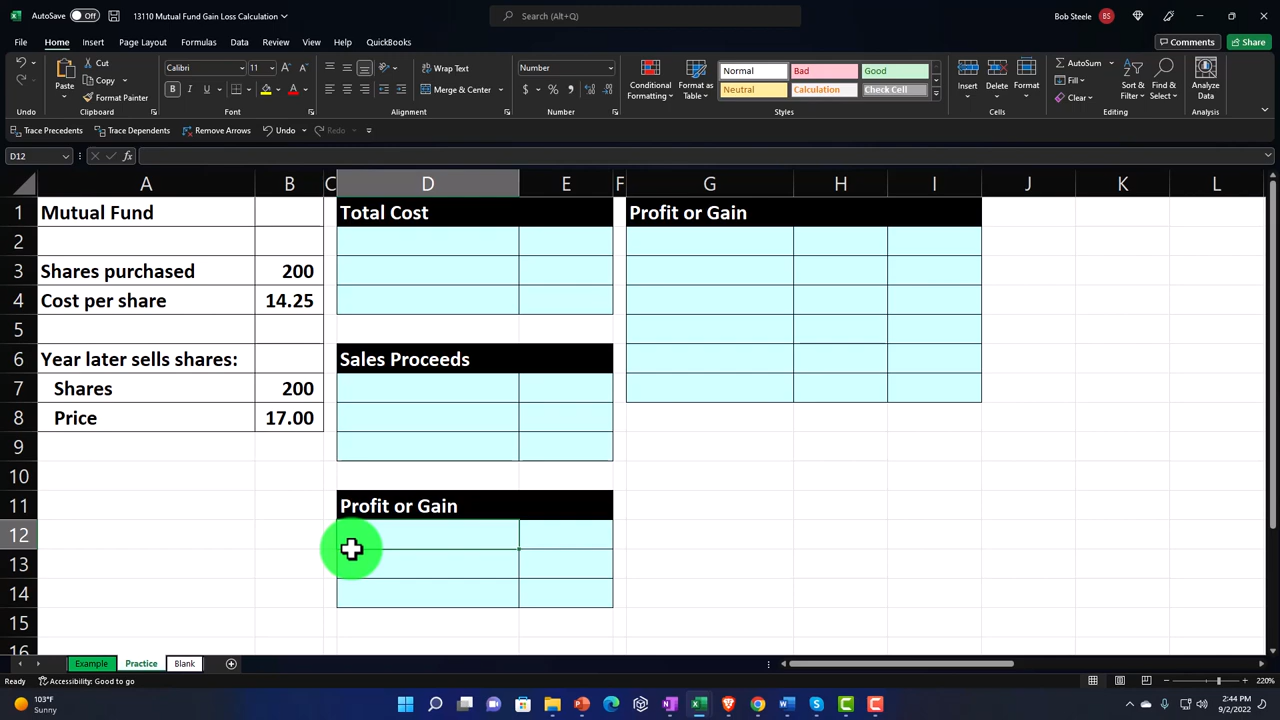 AutoSave Off 13110 Mutual Fund Gain Loss Calculation Search (Alt+Q) Bob Steele BS
File Home Insert Page Layout Formulas Data Review View Help QuickBooks Comments Share
Cut Calibri 11 Wrap Text Number Normal Bad Good AutoSum
Copy Fill
Paste Format Painter Merge & Center Conditional Formatting Format as Table Neutral Calculation Check Cell Insert Delete Format Clear Sort & Filter Find & Select Analyze Data
Undo Clipboard Font Alignment Number Styles Cells Editing Analysis
Trace Precedents Trace Dependents Remove Arrows Undo Redo
D12 fx
A B C D E F G H I J K L
1 Mutual Fund Total Cost Profit or Gain
2
3 Shares purchased 200
4 Cost per share 14.25
5
6 Year later sells shares: Sales Proceeds
7 Shares 200
8 Price 17.00
9
10
11 Profit or Gain
12
13
14
15
16
Example Practice Blank
Ready Accessibility: Good to go 220%
103°F
Sunny
2:44 PM
9/2/2022